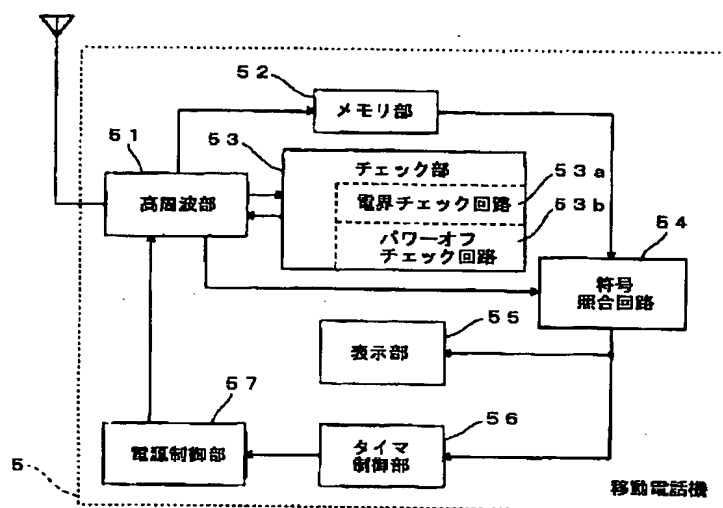 ５２
メモリ部
５１
５３
チェック部
５３a
高周波部
電界チェック回路
５３b
パワーオフ
チェック回路
５４
符号
照合回路
５５
表示部
５７
５６
電源制御部
タイマ
制御部
５
移動電話機